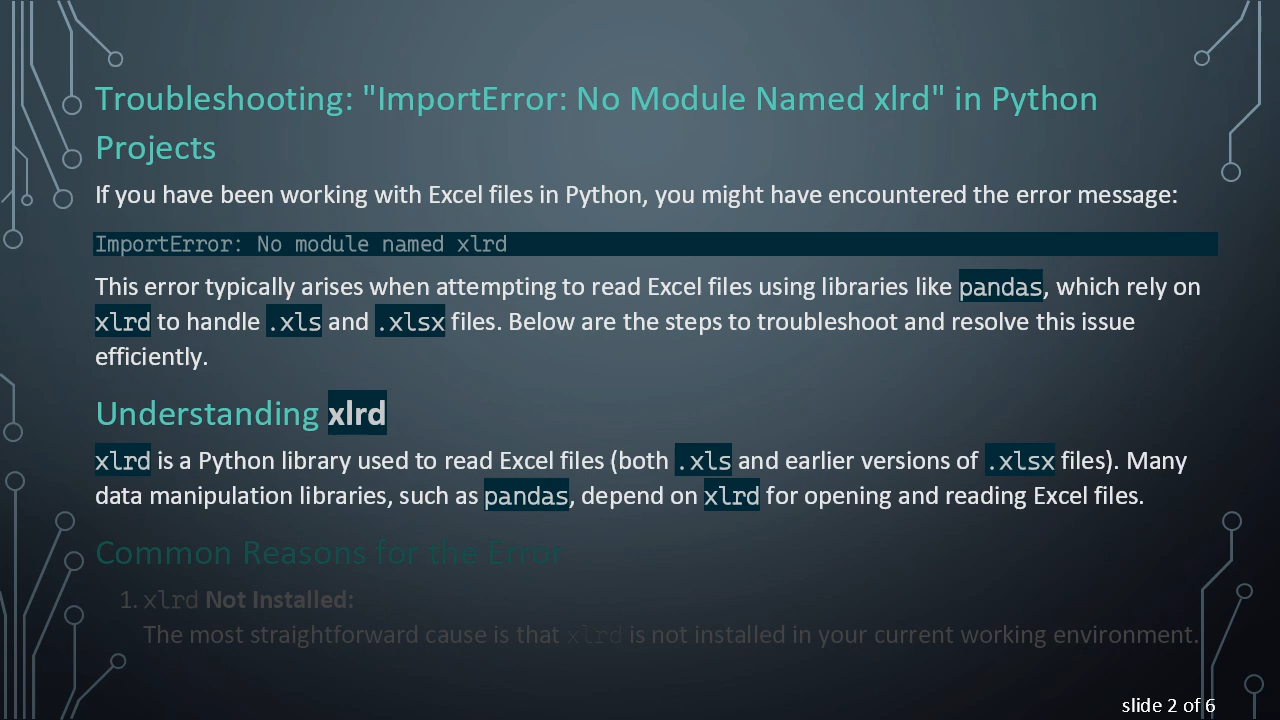 Troubleshooting: "ImportError: No Module Named xlrd" in Python
Projects
If you have been working with Excel files in Python, you might have encountered the error message:
ImportError: No module named xlrd
This error typically arises when attempting to read Excel files using libraries like pandas, which rely on
xlrd to handle .xls and .xlsx files. Below are the steps to troubleshoot and resolve this issue
efficiently.
Understanding xlrd
xlrd is a Python library used to read Excel files (both .xls and earlier versions of .xlsx files). Many
data manipulation libraries, such as pandas, depend on xlrd for opening and reading Excel files.
Common Reasons for the Error
1. xlrd Not Installed:
The most straightforward cause is that xlrd is not installed in your current working environment.
slide 2 of 6